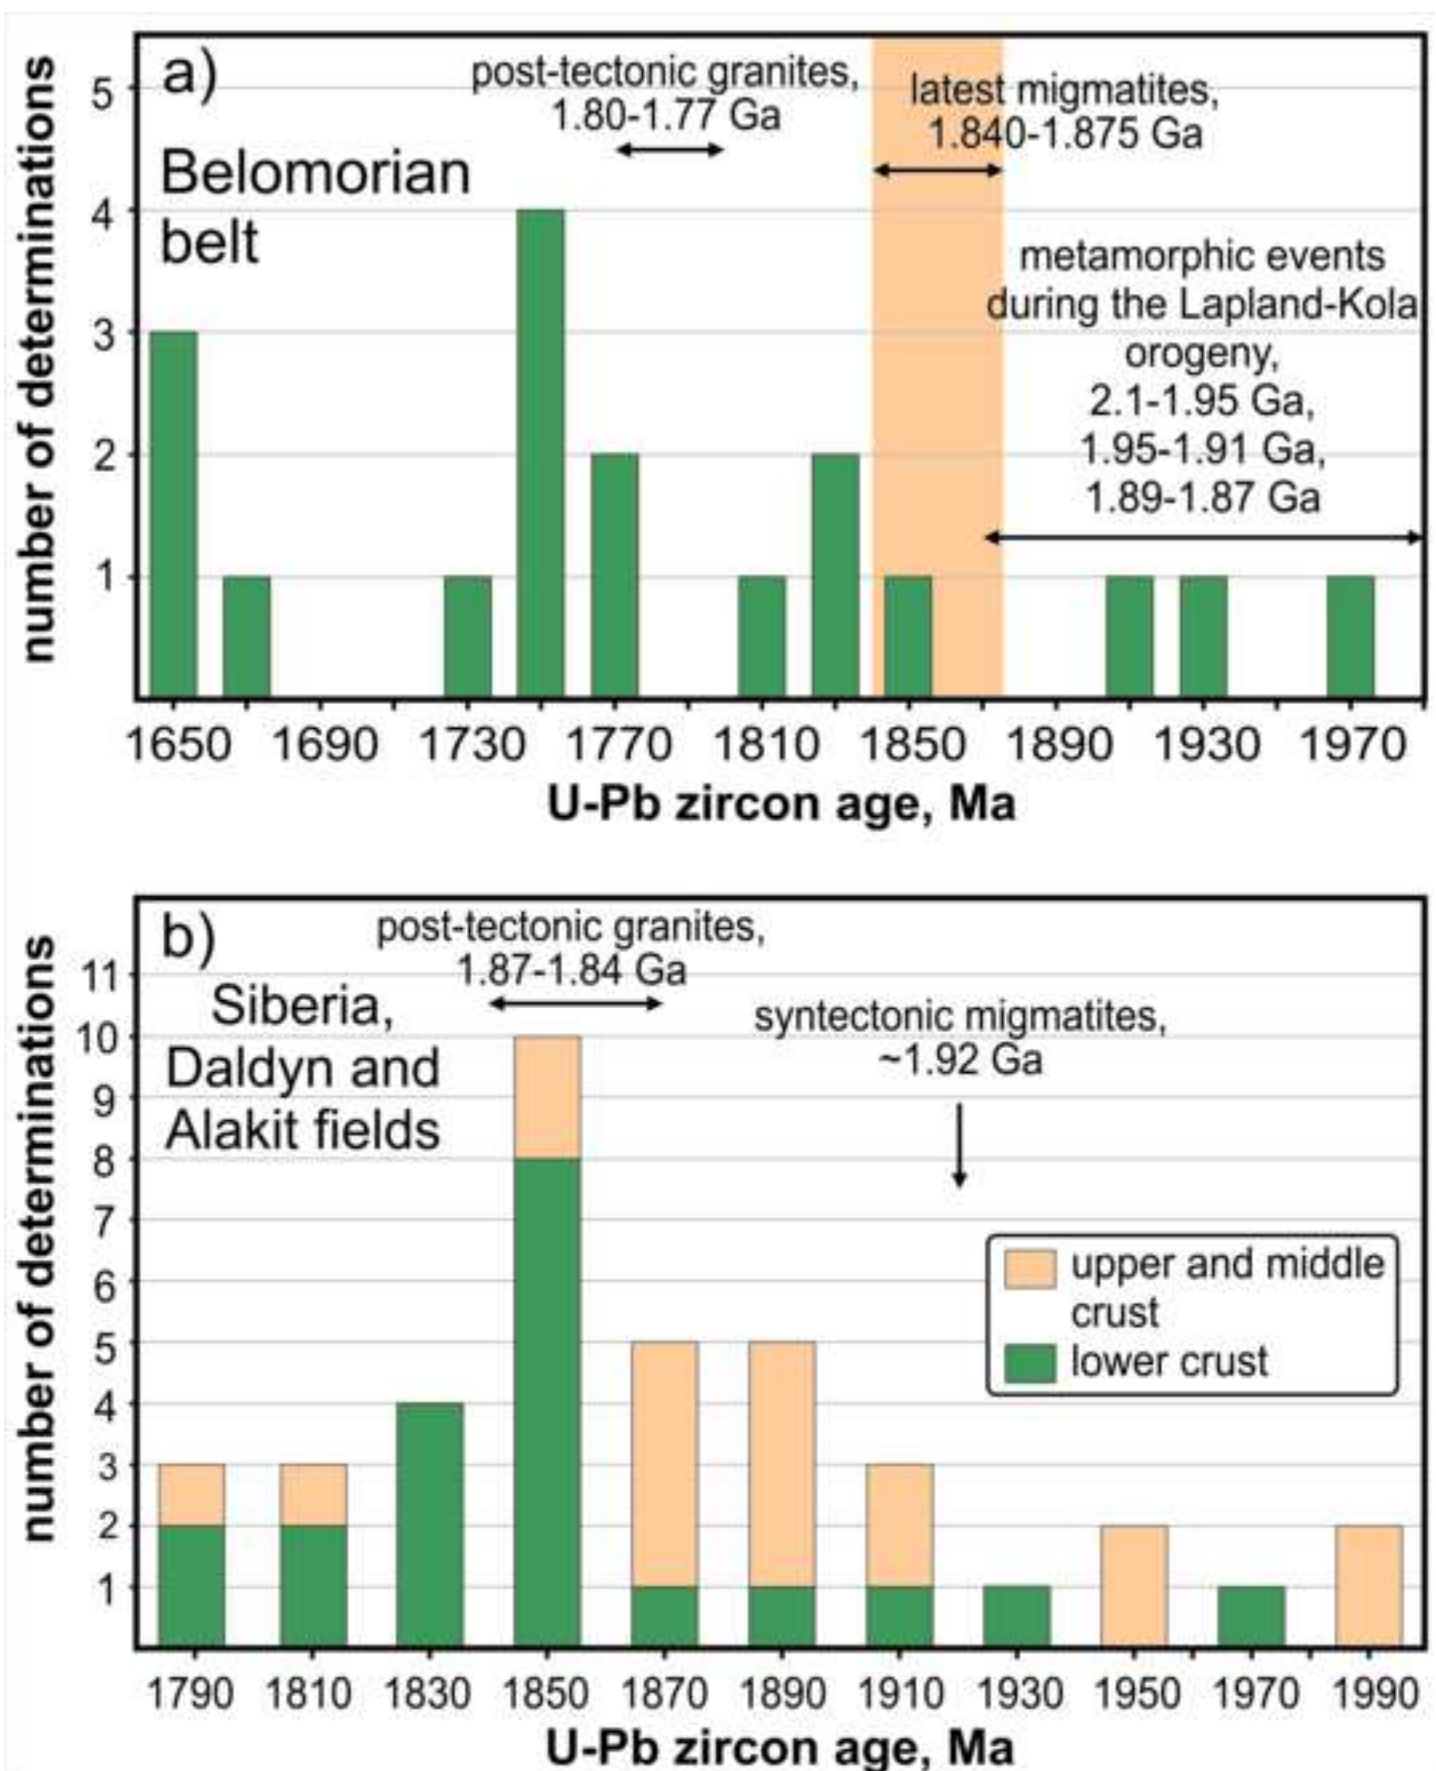 a)
post-tectonic granites,
1.80-1.77 Ga
latest migmatites,
1.840-1.875 Ga
Belomorian
belt
metamorphic events
during the Lapland-Kola
orogeny,
2.1-1.95 Ga,
1.95-1.91 Ga,
1.89-1.87 Ga
number of determinations
5
4
3
2
1
1650 1690 1730 1770 1810 1850 1890 1930 1970
U-Pb zircon age, Ma
b)
post-tectonic granites,
1.87-1.84 Ga
Siberia,
Daldyn and
Alakit fields
syntectonic migmatites,
~1.92 Ga
upper and middle
crust
lower crust
number of determinations
11
10
9
8
7
6
5
4
3
2
1
1790 1810 1830 1850 1870 1890 1910 1930 1950 1970 1990
U-Pb zircon age, Ma